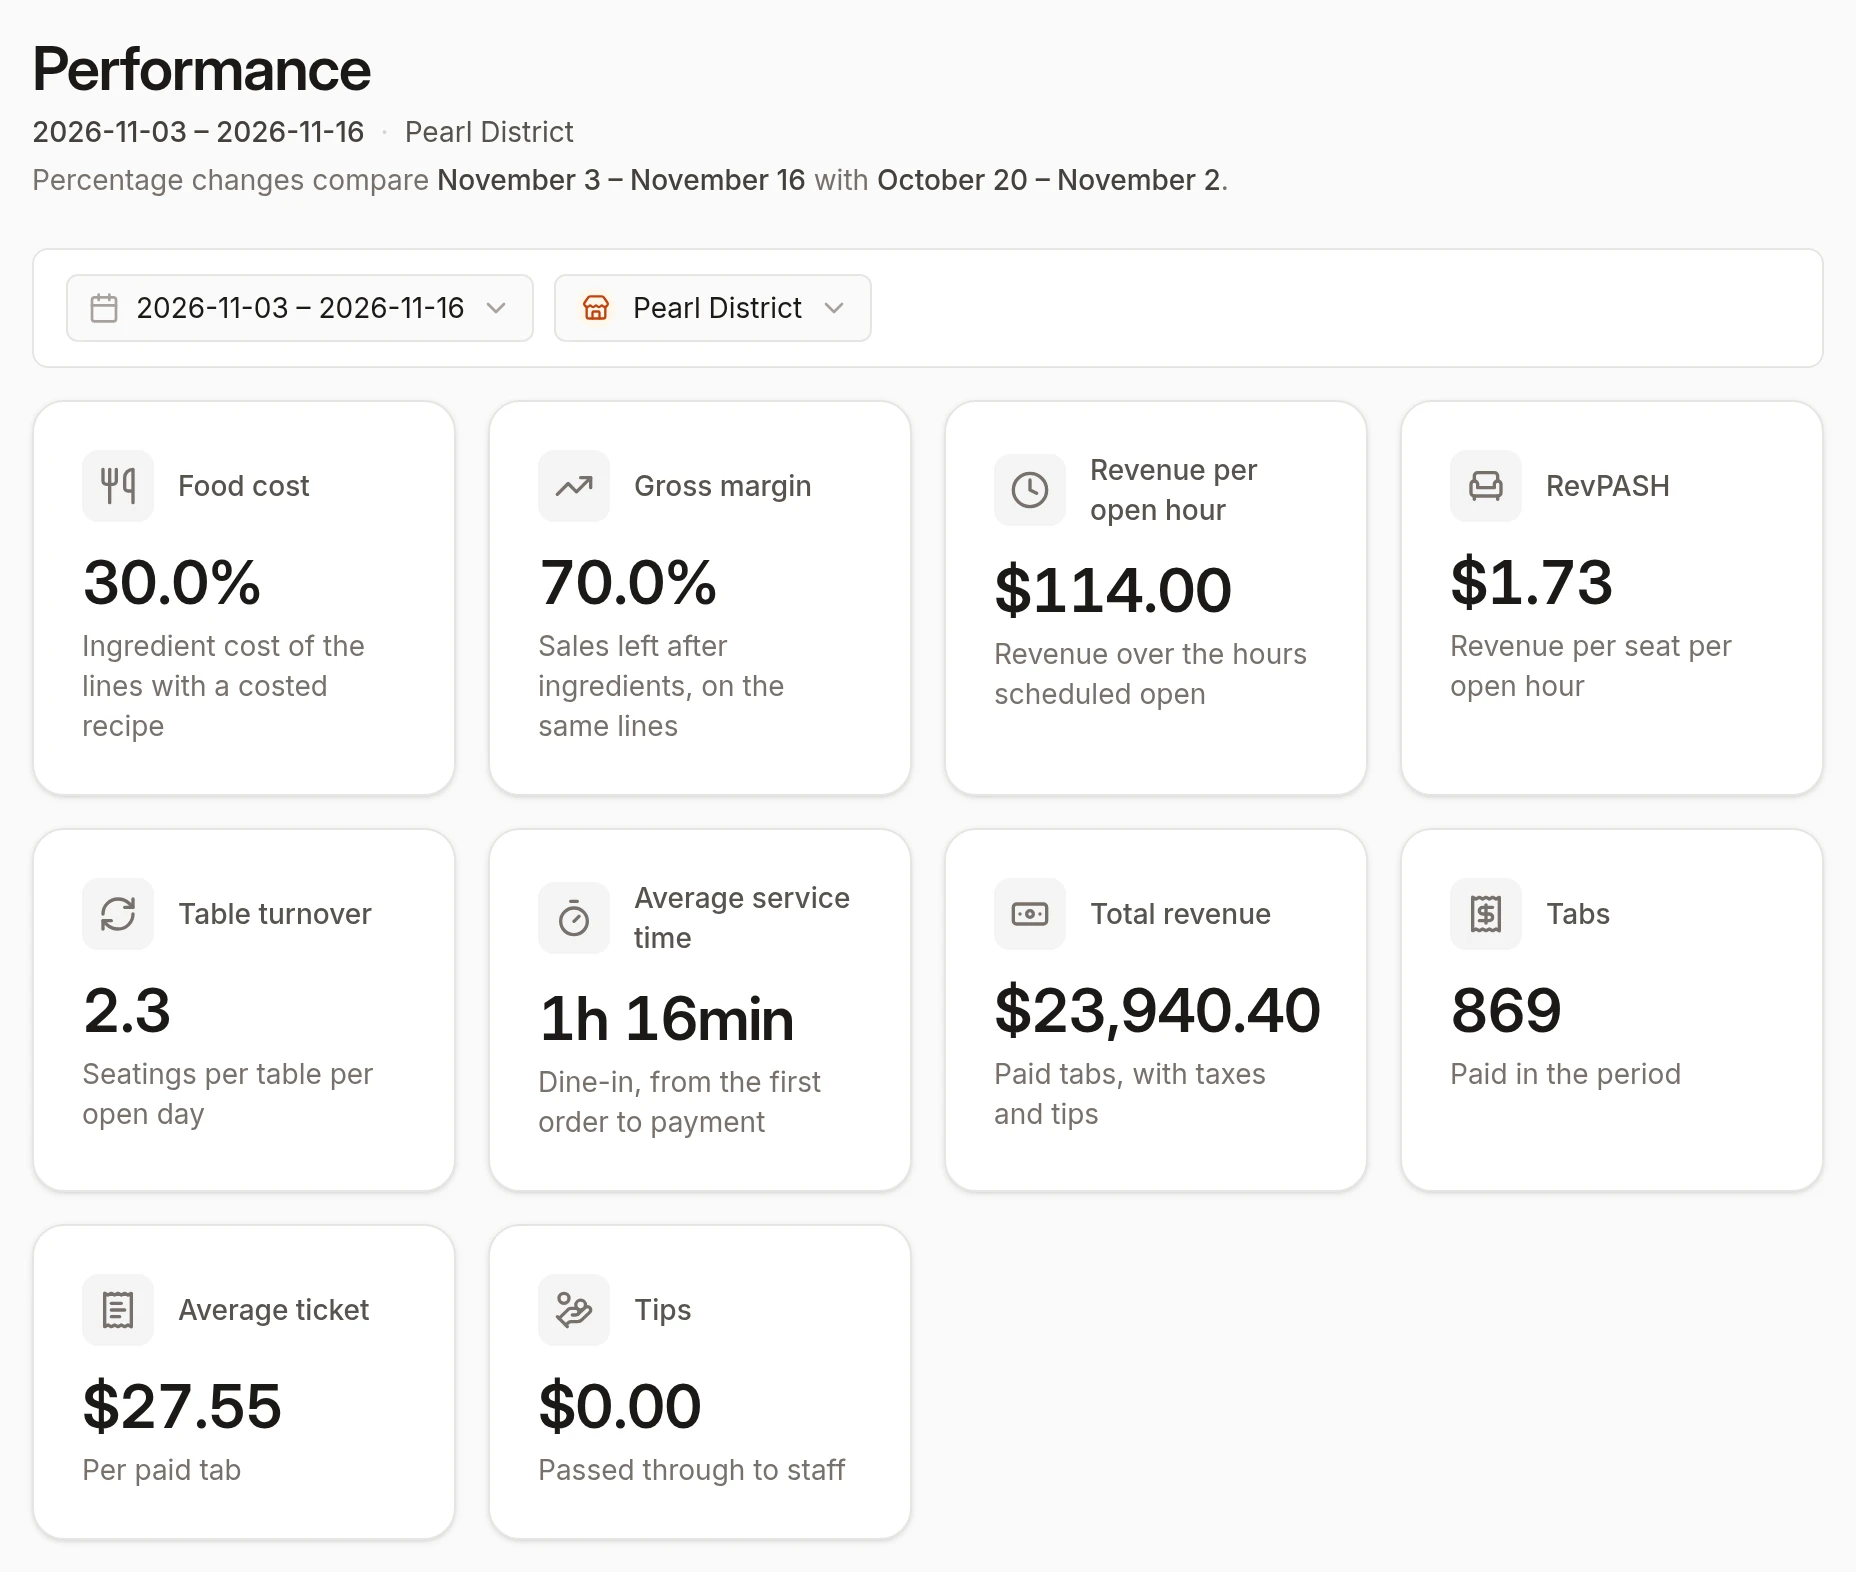 Performance
2026-11-03 – 2026-11-16 · Pearl District
Percentage changes compare November 3 – November 16 with October 20 – November 2.
2026-11-03 – 2026-11-16
Pearl District
Food cost
30.0%
Ingredient cost of the
lines with a costed
recipe
Gross margin
70.0%
Sales left after
ingredients, on the
same lines
Revenue per
open hour
$114.00
Revenue over the hours
scheduled open
RevPASH
$1.73
Revenue per seat per
open hour
Table turnover
2.3
Seatings per table per
open day
Average service
time
1h 16min
Dine-in, from the first
order to payment
Total revenue
$23,940.40
Paid tabs, with taxes
and tips
Tabs
869
Paid in the period
Average ticket
$27.55
Per paid tab
Tips
$0.00
Passed through to staff